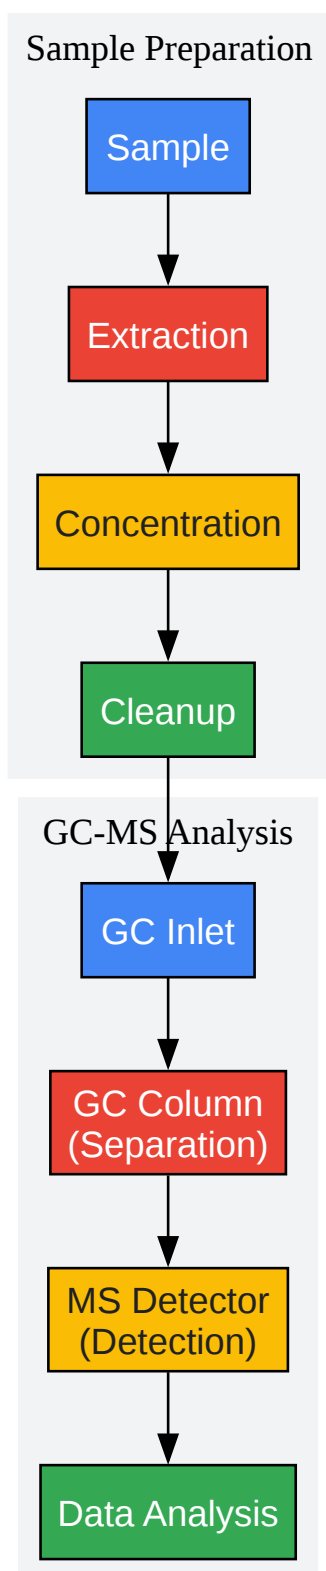 Sample Preparation
Sample
Extraction
Concentration
Cleanup
GC-MS Analysis
GC Inlet
GC Column
(Separation)
MS Detector
(Detection)
Data Analysis